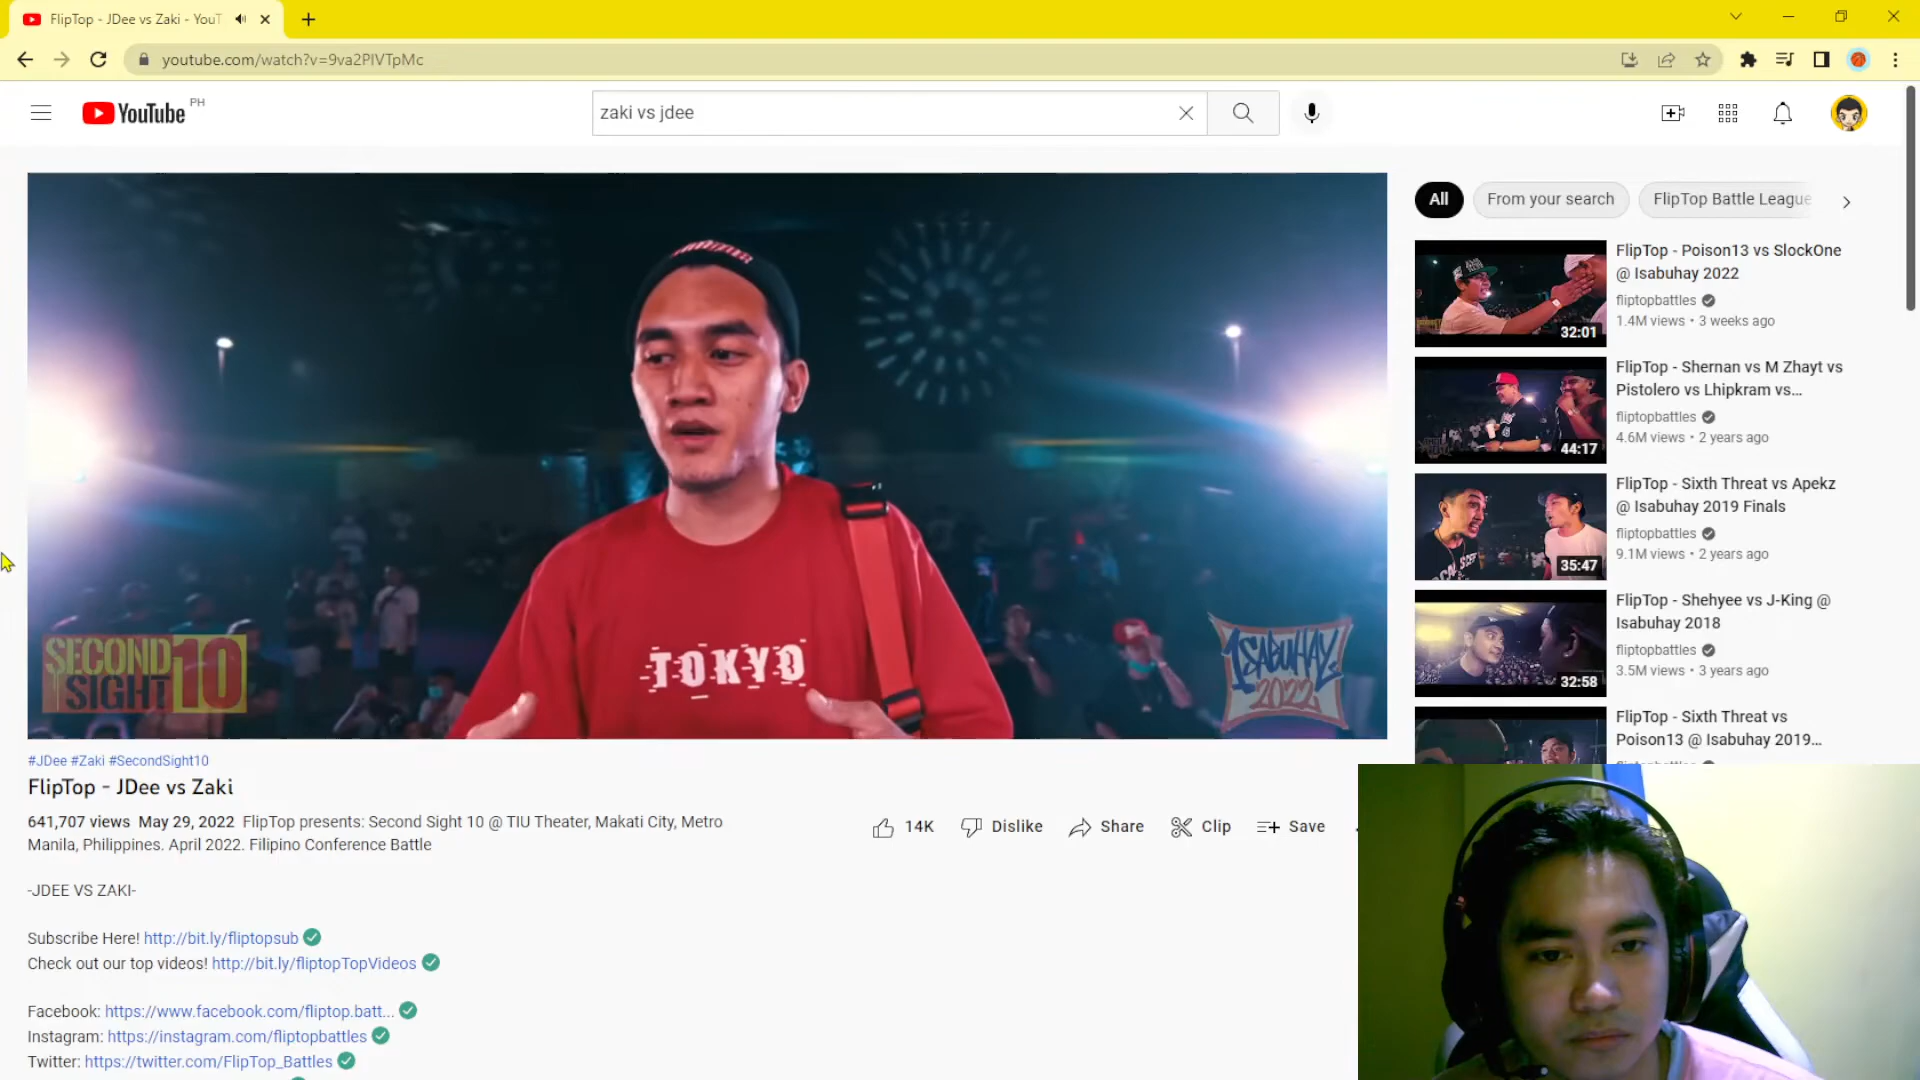 FlipTop - JDee vs Zaki - YouT
youtube.com/watch?v=9va2PIVTpMc
YouTube PH
zaki vs jdee
TOKYO
SECOND
SIGHT 10
ISABUHAY
2022
#JDee #Zaki #SecondSight10
FlipTop - JDee vs Zaki
641,707 views May 29, 2022 FlipTop presents: Second Sight 10 @ TIU Theater, Makati City, Metro
Manila, Philippines. April 2022. Filipino Conference Battle
14K Dislike Share Clip Save
-JDEE VS ZAKI-
Subscribe Here! http://bit.ly/fliptopsub
Check out our top videos! http://bit.ly/fliptopTopVideos
Facebook: https://www.facebook.com/fliptop.batt...
Instagram: https://instagram.com/fliptopbattles
Twitter: https://twitter.com/FlipTop_Battles
All From your search FlipTop Battle League
FlipTop - Poison13 vs SlockOne
@ Isabuhay 2022
fliptopbattles
1.4M views • 3 weeks ago
32:01
FlipTop - Shernan vs M Zhayt vs
Pistolero vs Lhipkram vs...
fliptopbattles
4.6M views • 2 years ago
44:17
FlipTop - Sixth Threat vs Apekz
@ Isabuhay 2019 Finals
fliptopbattles
9.1M views • 2 years ago
35:47
FlipTop - Shehyee vs J-King @
Isabuhay 2018
fliptopbattles
3.5M views • 3 years ago
32:58
FlipTop - Sixth Threat vs
Poison13 @ Isabuhay 2019...